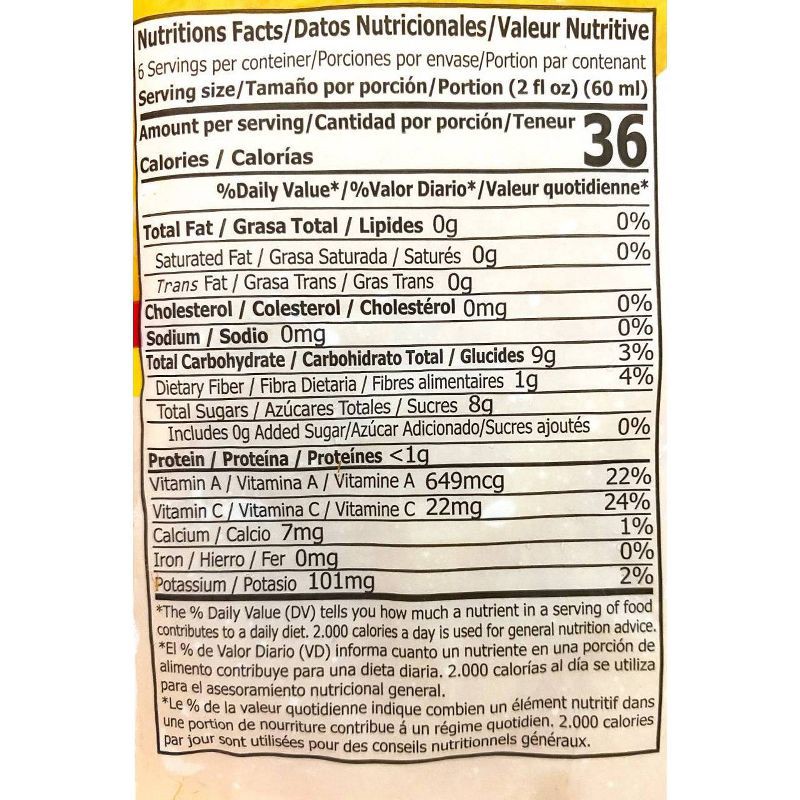 Nutritions Facts/Datos Nutricionales/Valeur Nutritive
6 Servings per conteiner/Porciones por envase/Portion par contenant
Serving size/Tamaño por porción/Portion (2 fl oz) (60 ml)
Amount per serving/Cantidad por porción/Teneur
Calories / Calorías 36
%Daily Value*/%Valor Diario*/Valeur quotidienne*
Total Fat / Grasa Total / Lipides 0g 0%
Saturated Fat / Grasa Saturada / Saturés 0g 0%
Trans Fat / Grasa Trans / Gras Trans 0g
Cholesterol / Colesterol / Cholestérol 0mg 0%
Sodium / Sodio 0mg 0%
Total Carbohydrate / Carbohidrato Total / Glucides 9g 3%
Dietary Fiber / Fibra Dietaria / Fibres alimentaires 1g 4%
Total Sugars / Azúcares Totales / Sucres 8g
Includes 0g Added Sugar/Azúcar Adicionado/Sucres ajoutés 0%
Protein / Proteína / Proteínes <1g
Vitamin A / Vitamina A / Vitamine A 649mcg 22%
Vitamin C / Vitamina C / Vitamine C 22mg 24%
Calcium / Calcio 7mg 1%
Iron / Hierro / Fer 0mg 0%
Potassium / Potasio 101mg 2%
*The % Daily Value (DV) tells you how much a nutrient in a serving of food
contributes to a daily diet. 2.000 calories a day is used for general nutrition advice.
*El % de Valor Diario (VD) informa cuanto un nutriente en una porción de
alimento contribuye para una dieta diaria. 2.000 calorías al día se utiliza
para el asesoramiento nutricional general.
*Le % de la valeur quotidienne indique combien un élément nutritif dans
une portion de nourriture contribue á un régime quotidien. 2.000 calories
par jour sont utilisées pour des conseils nutritionnels généraux.